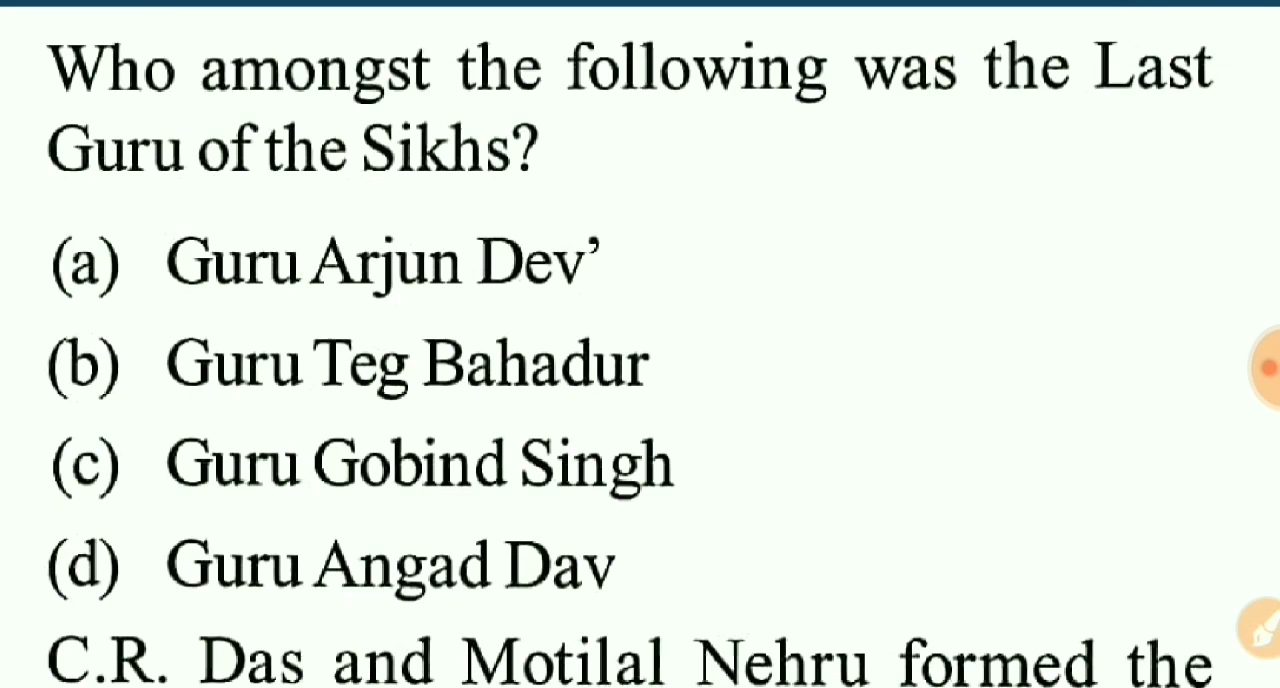 Who amongst the following was the Last
Guru of the Sikhs?
(a) Guru Arjun Dev’
(b) Guru Teg Bahadur
(c) Guru Gobind Singh
(d) Guru Angad Dav
C.R. Das and Motilal Nehru formed the